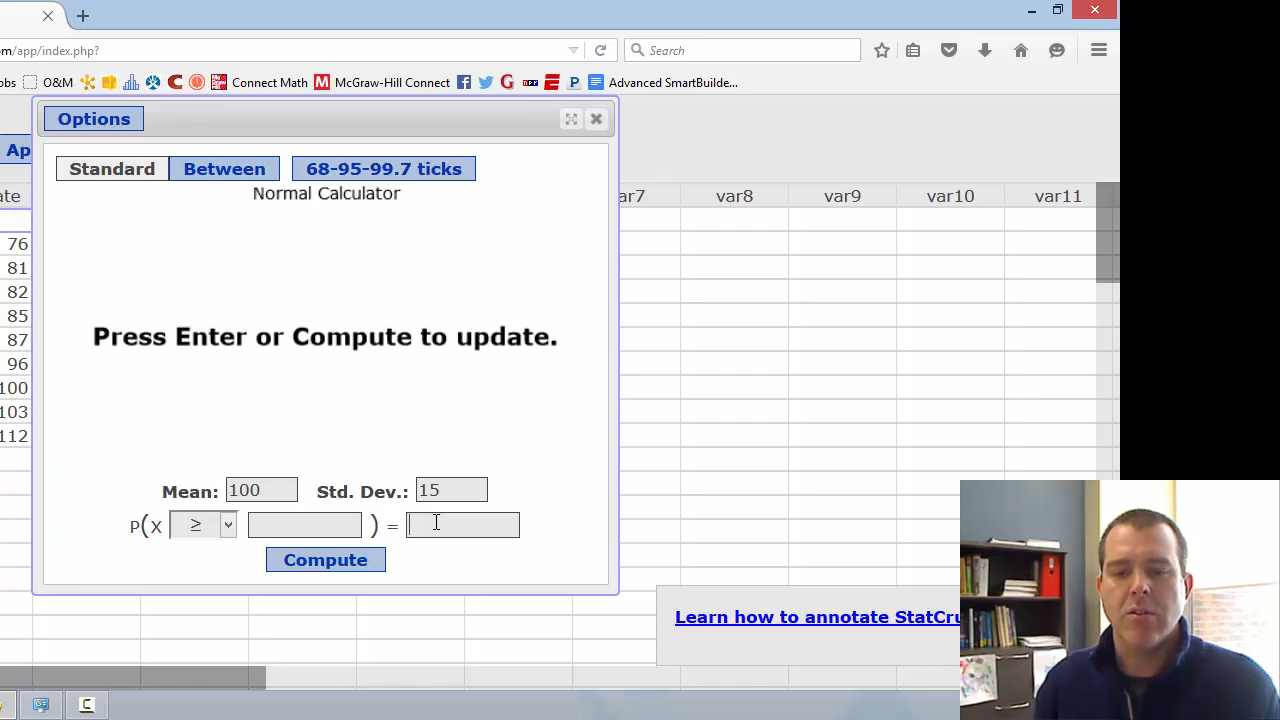 om/app/index.php?
Search
obs O&M Connect Math McGraw-Hill Connect Advanced SmartBuilde...
Options
Ap
Standard Between 68-95-99.7 ticks
Normal Calculator
ate ar7 var8 var9 var10 var11
76
81
82
85
87
96
100
103
112
Press Enter or Compute to update.
Mean: 100 Std. Dev.: 15
P(X ≥ ) =
Compute
Learn how to annotate StatCru